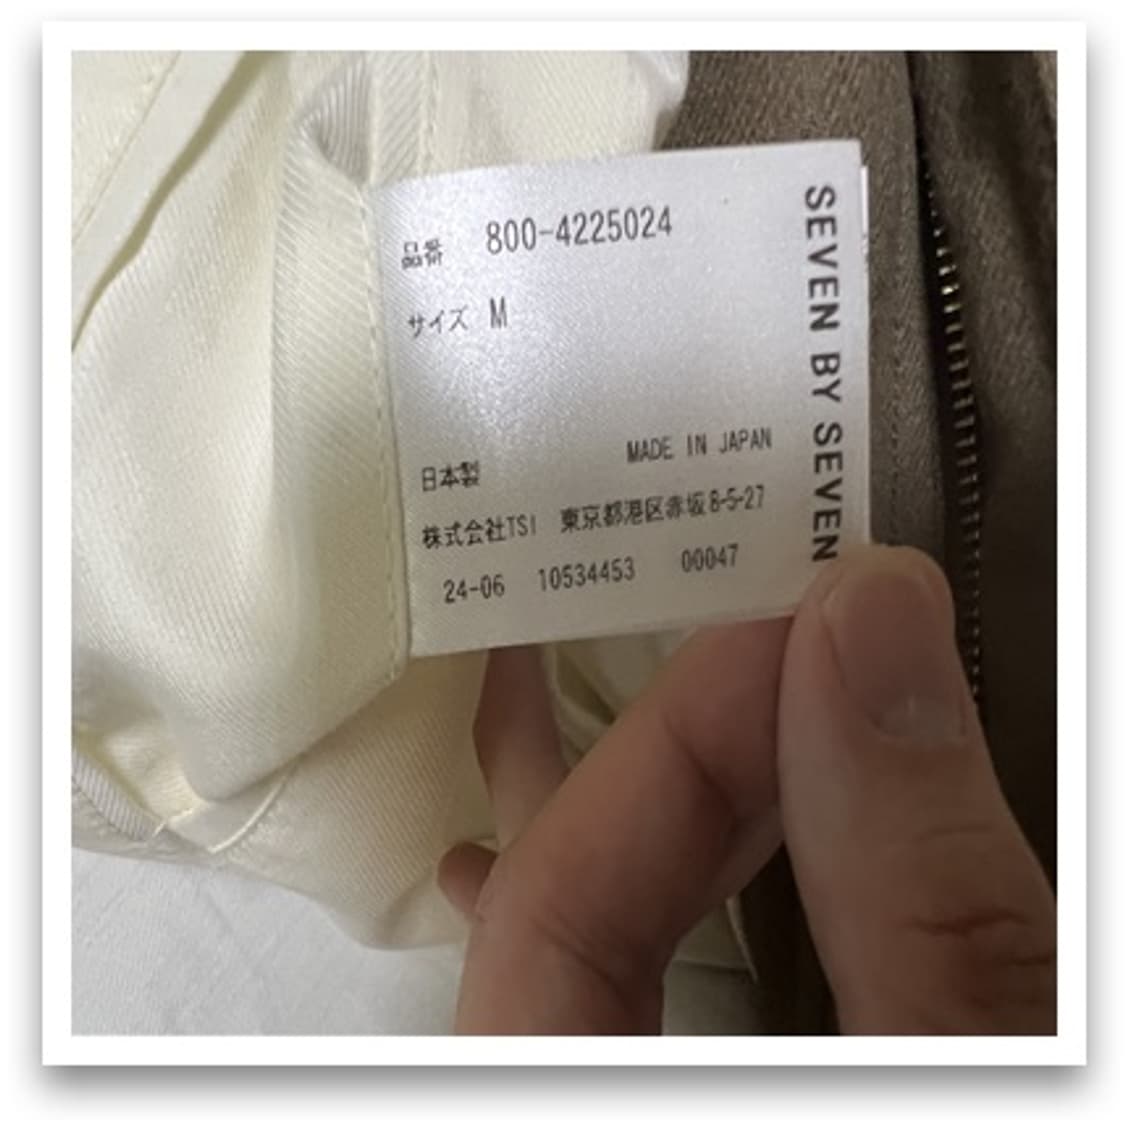 品番 800-4225024
サイズ M
日本製 MADE IN JAPAN
株式会社TSI 東京都港区赤坂8-5-27
24-06 10534453 00047
SEVEN BY SEVEN